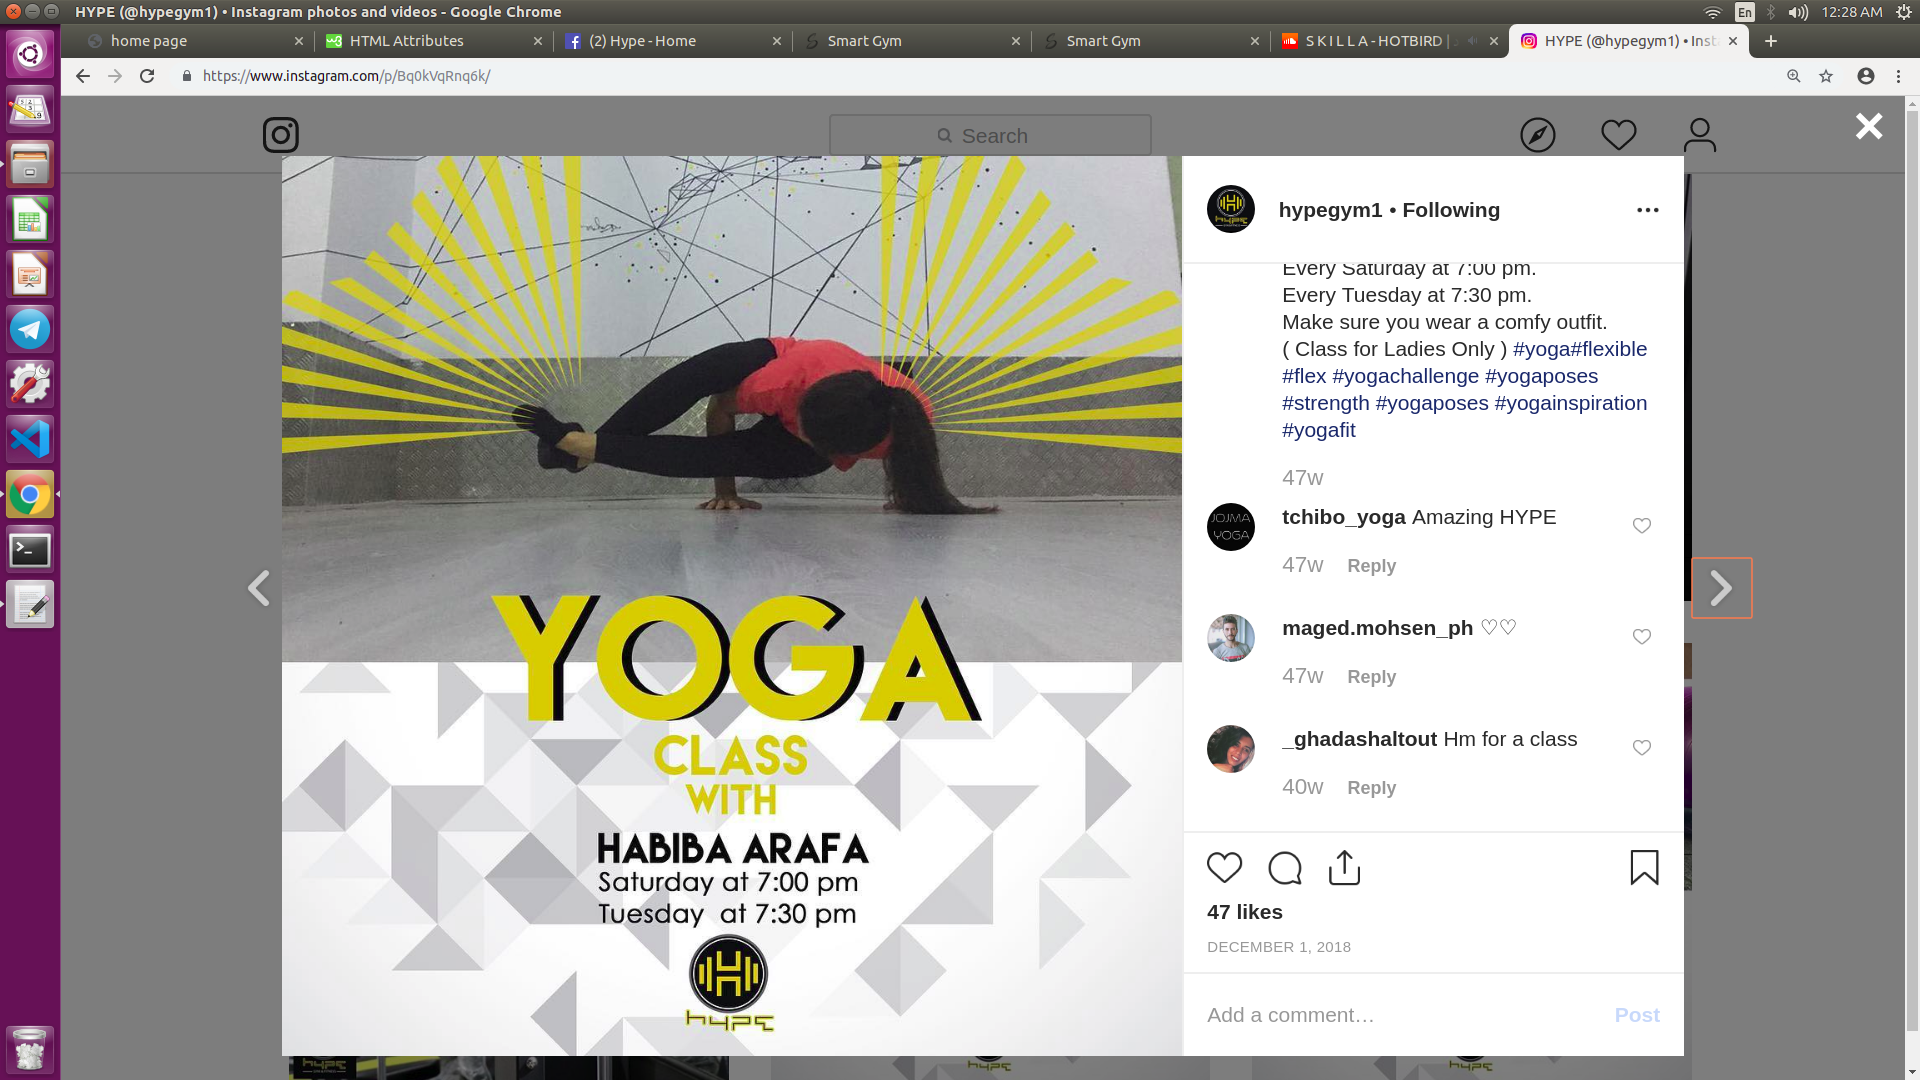 HYPE (@hypegym1) • Instagram photos and videos - Google Chrome
En
12:28 AM
home page
HTML Attributes
(2) Hype - Home
Smart Gym
Smart Gym
S K I L L A - HOTBIRD |
HYPE (@hypegym1) • Inst
https://www.instagram.com/p/Bq0kVqRnq6k/
Search
hypegym1 • Following
Every Saturday at 7:00 pm.
Every Tuesday at 7:30 pm.
Make sure you wear a comfy outfit.
( Class for Ladies Only ) #yoga#flexible
#flex #yogachallenge #yogaposes
#strength #yogaposes #yogainspiration
#yogafit
47w
JOJMA
YOGA
tchibo_yoga Amazing HYPE
47w Reply
maged.mohsen_ph ♡♡
47w Reply
_ghadashaltout Hm for a class
40w Reply
47 likes
DECEMBER 1, 2018
Add a comment…
Post
YOGA
CLASS
WITH
HABIBA ARAFA
Saturday at 7:00 pm
Tuesday at 7:30 pm
H
hype
hype
hype
hype